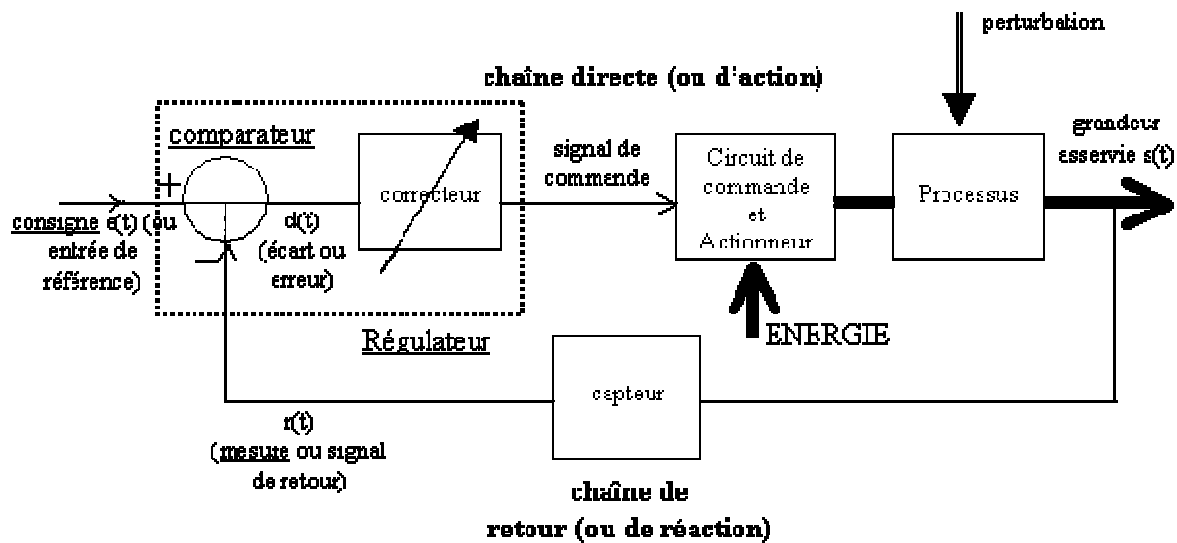 perturbation
chaîne directe (ou d'action)
comparateur
grandeur
asservie s(t)
signal de
commande
Circuit de
commande
et
Actionneur
correcteur
Processus
+
consigne e(t) (ou
entrée de
référence)
d(t)
(écart ou
erreur)
Régulateur
ENERGIE
capteur
r(t)
(mesure ou signal
de retour)
chaîne de
retour (ou de réaction)